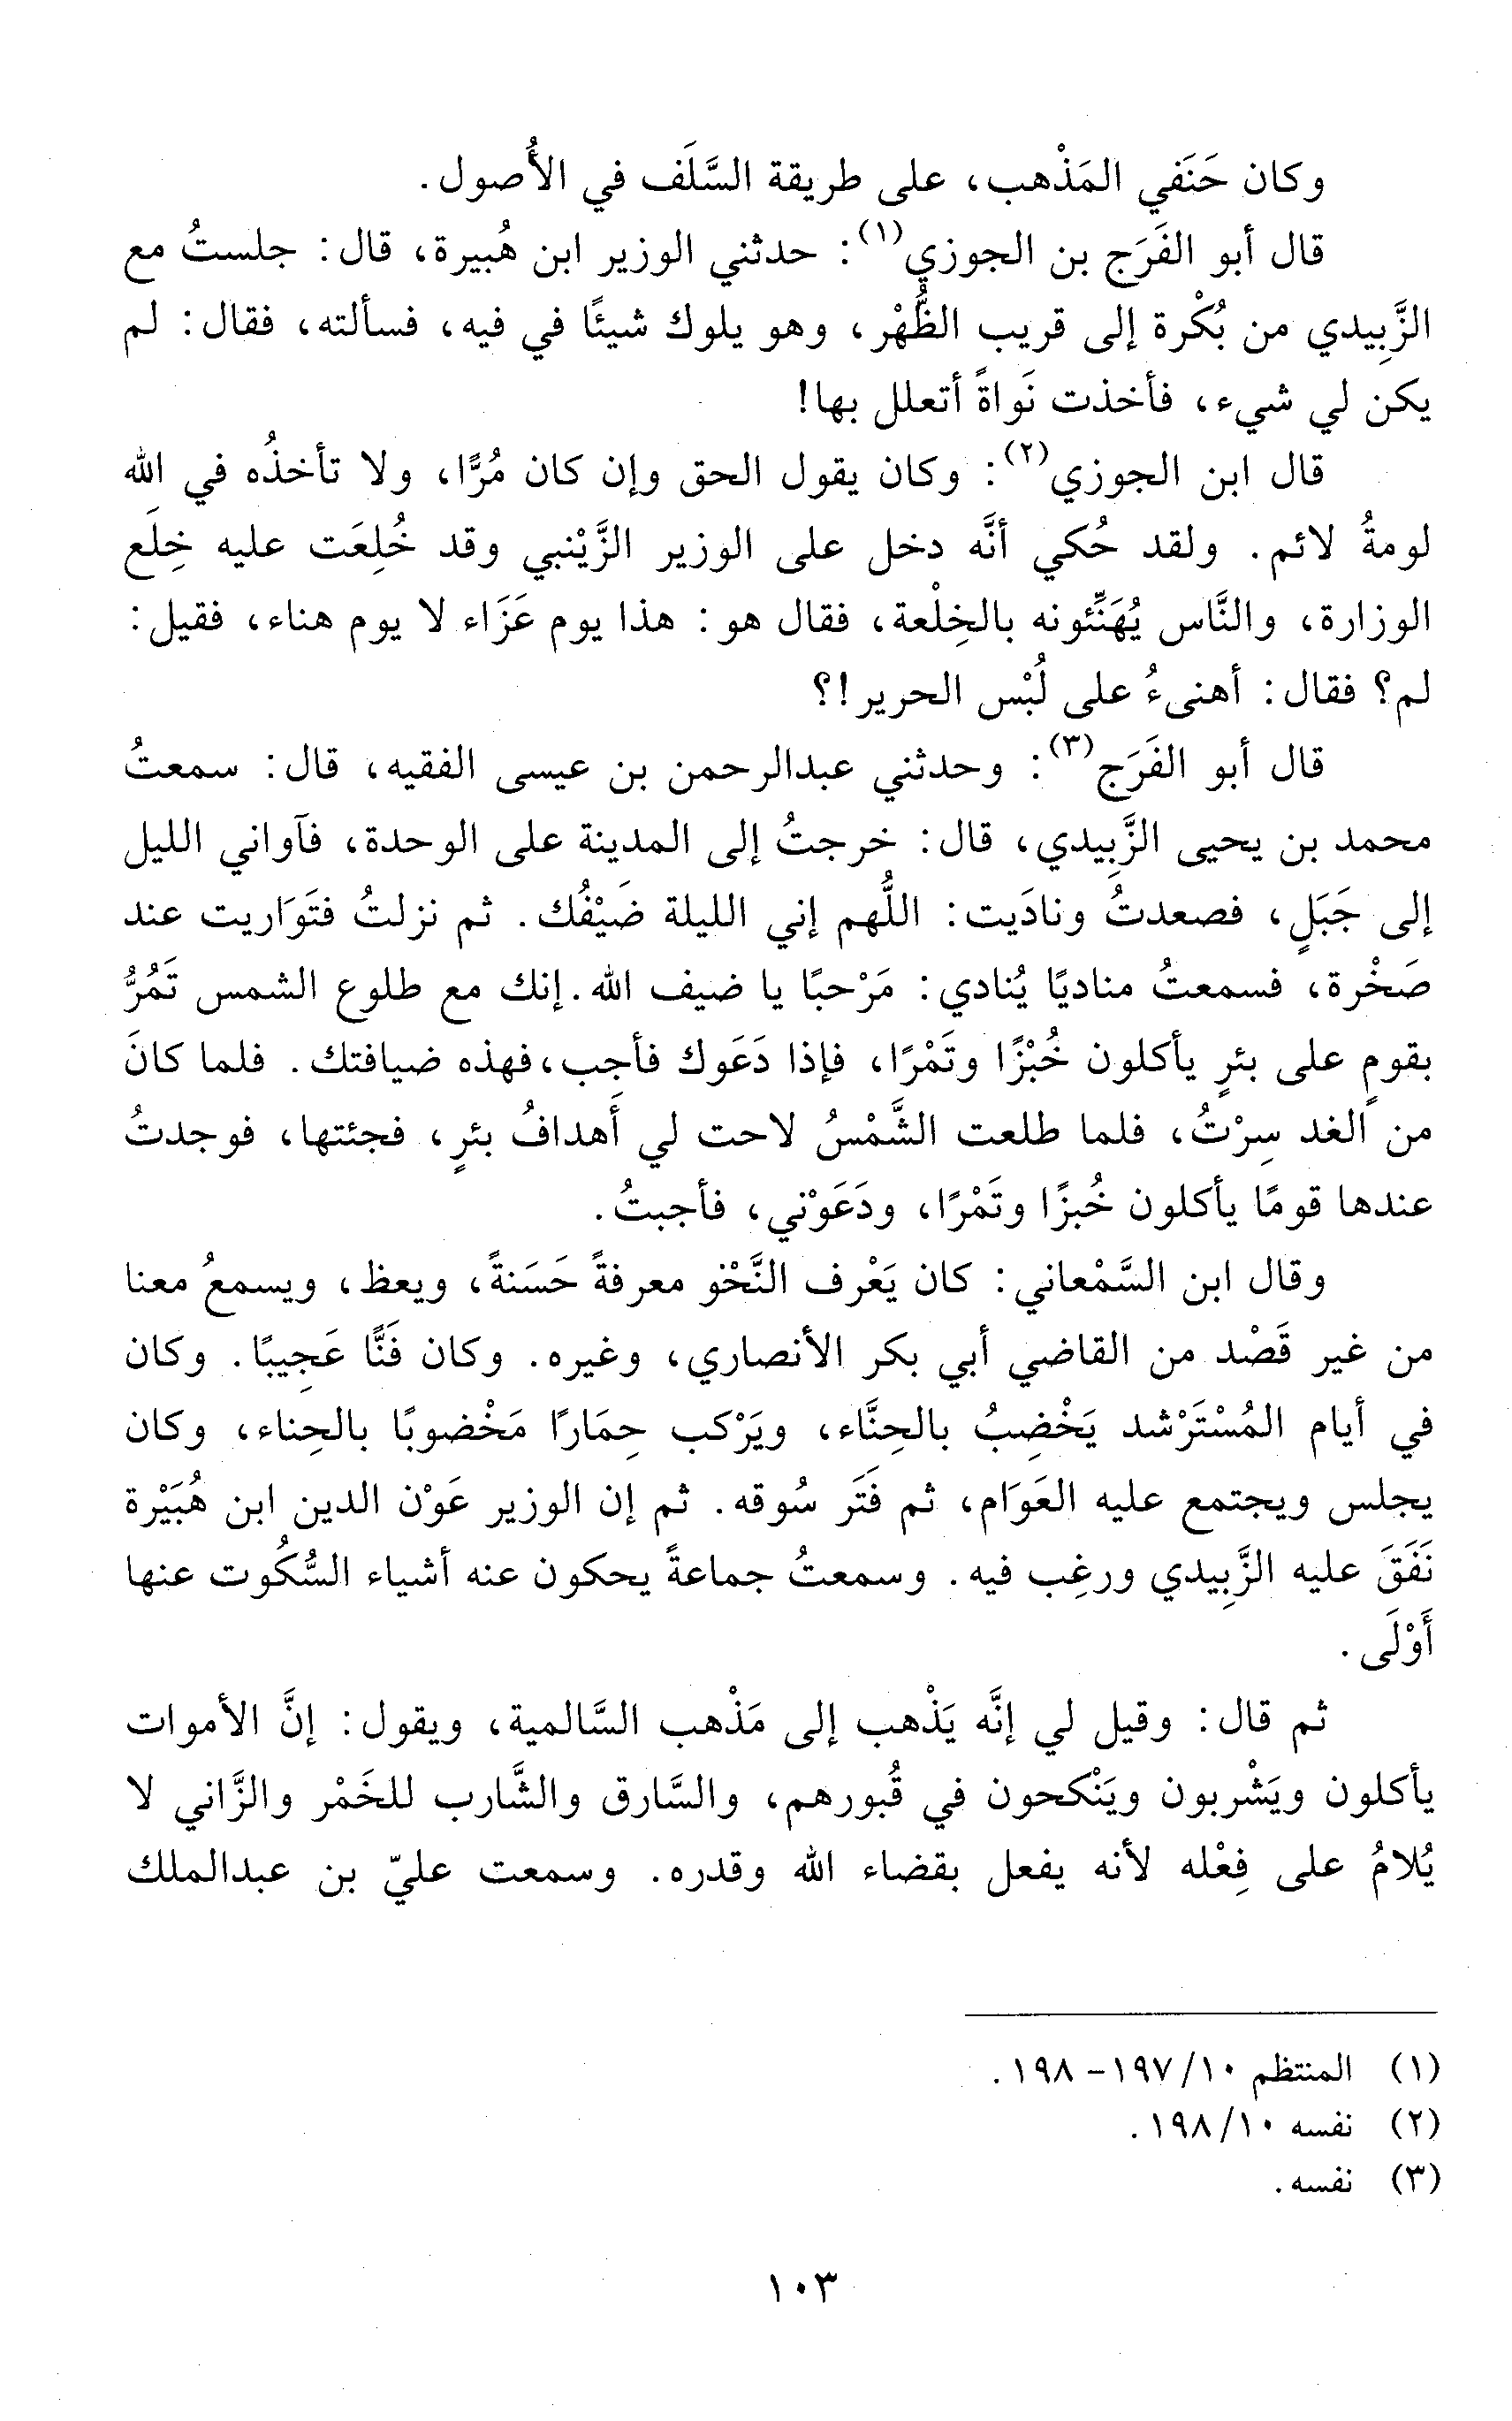 وكان حَنَفي المَذْهب، على طريقة السَّلَف في الأُصول.
قال أبو الفَرَج بن الجوزي(١): حدثني الوزير ابن هُبيرة، قال: جلستُ مع
الزَّبِيدي من بُكْرة إلى قريب الظُّهْر، وهو يلوك شيئًا في فيه، فسألته، فقال: لم
يكن لي شيء، فأخذت نَواةً أتعلل بها!
قال ابن الجوزي(٢): وكان يقول الحق وإن كان مُرًّا، ولا تأخذُه في الله
لومةُ لائم. ولقد حُكي أنَّه دخل على الوزير الزَّيْنبي وقد خُلِعَت عليه خِلَع
الوزارة، والنَّاس يُهَنِّئونه بالخِلْعة، فقال هو: هذا يوم عَزَاء لا يوم هناء، فقيل:
لم؟ فقال: أهنىءُ على لُبْس الحرير!؟
قال أبو الفَرَج(٣): وحدثني عبدالرحمن بن عيسى الفقيه، قال: سمعتُ
محمد بن يحيى الزَّبِيدي، قال: خرجتُ إلى المدينة على الوحدة، فآواني الليل
إلى جَبَلٍ، فصعدتُ ونادَيت: اللُّهم إني الليلة ضَيْفُك. ثم نزلتُ فتَوَاريت عند
صَخْرة، فسمعتُ مناديًا يُنادي: مَرْحبًا يا ضيف الله. إنك مع طلوع الشمس تَمُرُّ
بقومٍ على بئرٍ يأكلون خُبْزًا وتَمْرًا، فإذا دَعَوك فأجب، فهذه ضيافتك. فلما كانَ
من الغد سِرْتُ، فلما طلعت الشَّمْسُ لاحت لي أَهدافُ بئرٍ، فجئتها، فوجدتُ
عندها قومًا يأكلون خُبزًا وتَمْرًا، ودَعَوْني، فأجبتُ.
وقال ابن السَّمْعاني: كان يَعْرف النَّحْو معرفةً حَسَنةً، ويعظ، ويسمعُ معنا
من غير قَصْد من القاضي أبي بكر الأنصاري، وغيره. وكان فَنًّا عَجِيبًا. وكان
في أيام المُسْتَرْشد يَخْضِبُ بالحِنَّاء، ويَرْكب حِمَارًا مَخْضوبًا بالحِناء، وكان
يجلس ويجتمع عليه العَوَام، ثم فَتَر سُوقه. ثم إن الوزير عَوْن الدين ابن هُبَيْرة
نَفَقَ عليه الزَّبِيدي ورغِب فيه. وسمعتُ جماعةً يحكون عنه أشياء السُّكُوت عنها
أَوْلَى.
ثم قال: وقيل لي إنَّه يَذْهب إلى مَذْهب السَّالمية، ويقول: إنَّ الأموات
يأكلون ويَشْربون ويَنْكحون في قُبورهم، والسَّارق والشَّارب للخَمْر والزَّاني لا
يُلامُ على فِعْله لأنه يفعل بقضاء الله وقدره. وسمعت عليّ بن عبدالملك
(١) المنتظم ١٠/ ١٩٧- ١٩٨.
(٢) نفسه ١٠/ ١٩٨.
(٣) نفسه.
١٠٣